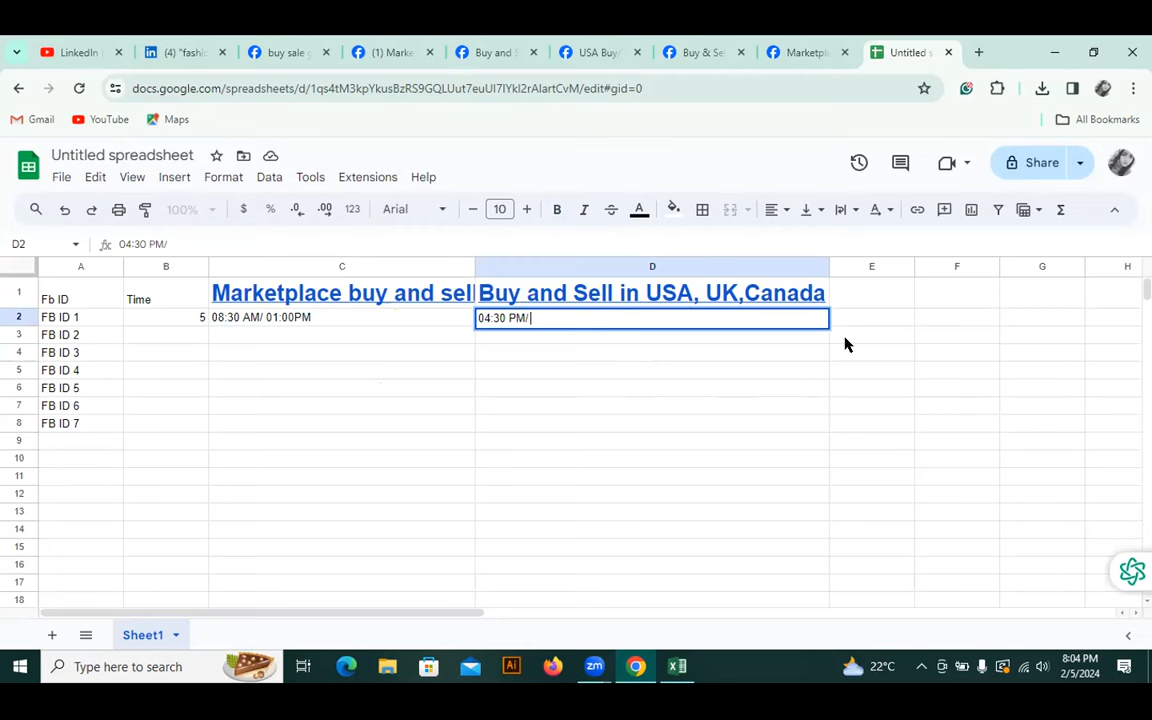 LinkedIn
(4) "fashi
buy sale g
(1) Marke
Buy and S
USA Buy/
Buy & Sel
Marketpl
Untitled s
docs.google.com/spreadsheets/d/1qs4tM3kpYkusBzRS9GQLUut7euUI7IYkI2rAIartCvM/edit#gid=0
Gmail
YouTube
Maps
All Bookmarks
Untitled spreadsheet
File Edit View Insert Format Data Tools Extensions Help
Share
100%
$ % .0 .00 123 Arial 10 B I A
D2
fx 04:30 PM/
A B C D E F G H
1 Fb ID Time Marketplace buy and sell Buy and Sell in USA, UK,Canada
2 FB ID 1 5 08:30 AM/ 01:00PM 04:30 PM/
3 FB ID 2
4 FB ID 3
5 FB ID 4
6 FB ID 5
7 FB ID 6
8 FB ID 7
9
10
11
12
13
14
15
16
17
18
Sheet1
Type here to search
Ai
zm
22°C
8:04 PM
2/5/2024